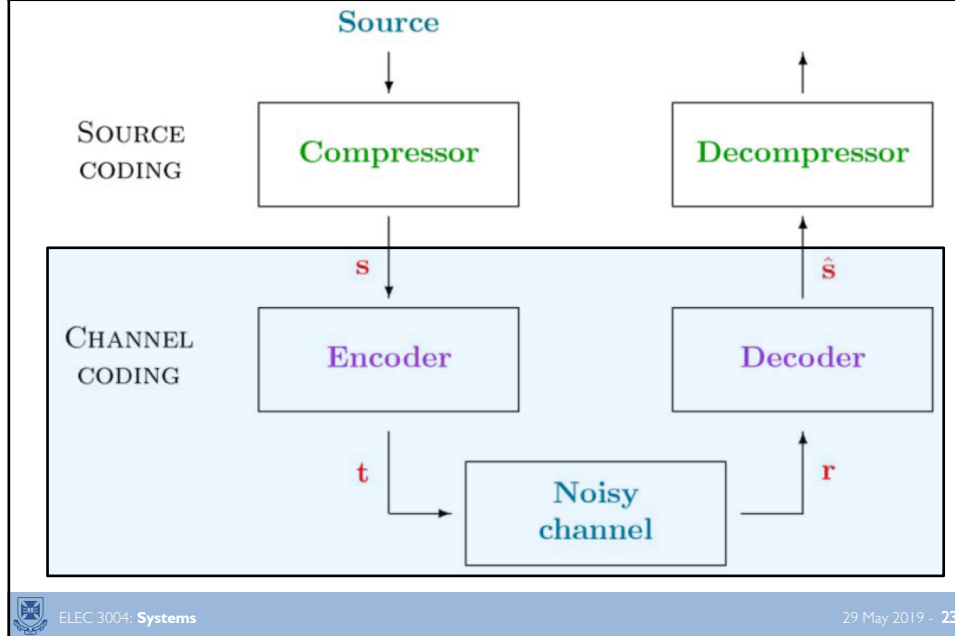 Source
SOURCE
CODING
Compressor
Decompressor
s
ŝ
CHANNEL
CODING
Encoder
Decoder
t
r
Noisy
channel
ELEC 3004: Systems
29 May 2019 - 23